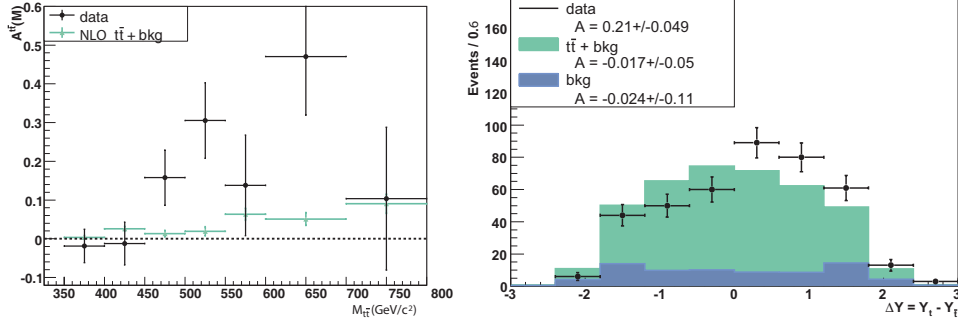 A^{tt̄}(M)
0.6
0.5
0.4
0.3
0.2
0.1
0
-0.1
data
NLO tt̄ + bkg
350 400 450 500 550 600 650 700 750 800
M_{tt̄}(GeV/c²)
Events / 0.6
160
140
120
100
80
60
40
20
0
data
A = 0.21+/-0.049
tt̄ + bkg
A = -0.017+/-0.05
bkg
A = -0.024+/-0.11
-3 -2 -1 0 1 2 3
ΔY = Y_t - Y_{t̄}